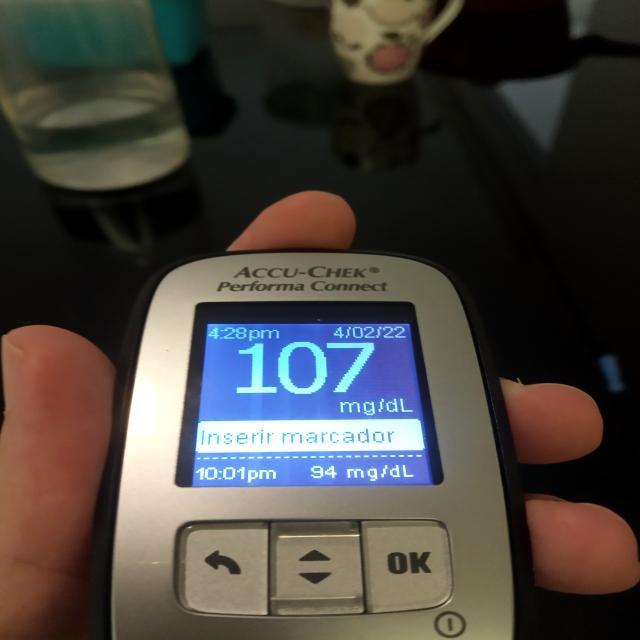 ACCU-CHEK®
Performa Connect
4:28pm 4/02/22
107
mg/dL
Inserir marcador
10:01pm 94 mg/dL
OK